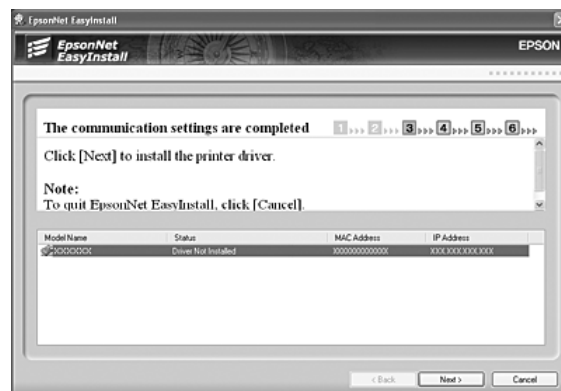 EpsonNet EasyInstall
EpsonNet
EasyInstall
EPSON
The communication settings are completed
1 >>> 2 >>> 3 >>> 4 >>> 5 >>> 6 >>>
Click [Next] to install the printer driver.
Note:
To quit EpsonNet EasyInstall, click [Cancel].
Model Name Status MAC Address IP Address
XXXXXXX Driver Not Installed XXXXXXXXXXXX XXX.XXX.XXX.XXX
< Back Next > Cancel